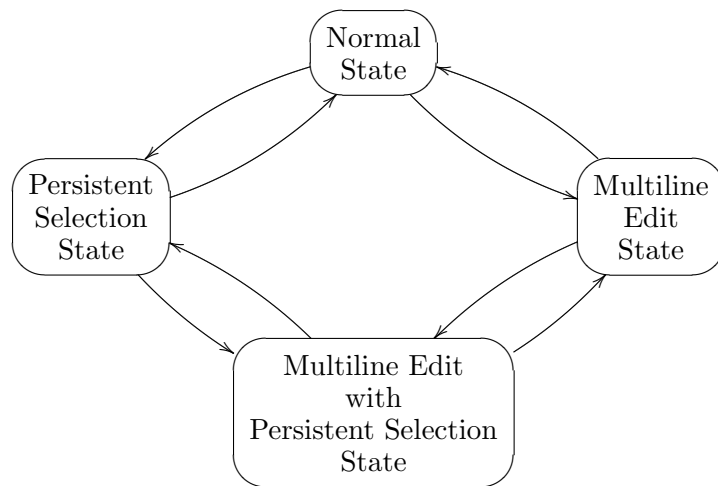 Normal
State
Persistent
Selection
State
Multiline
Edit
State
Multiline Edit
with
Persistent Selection
State